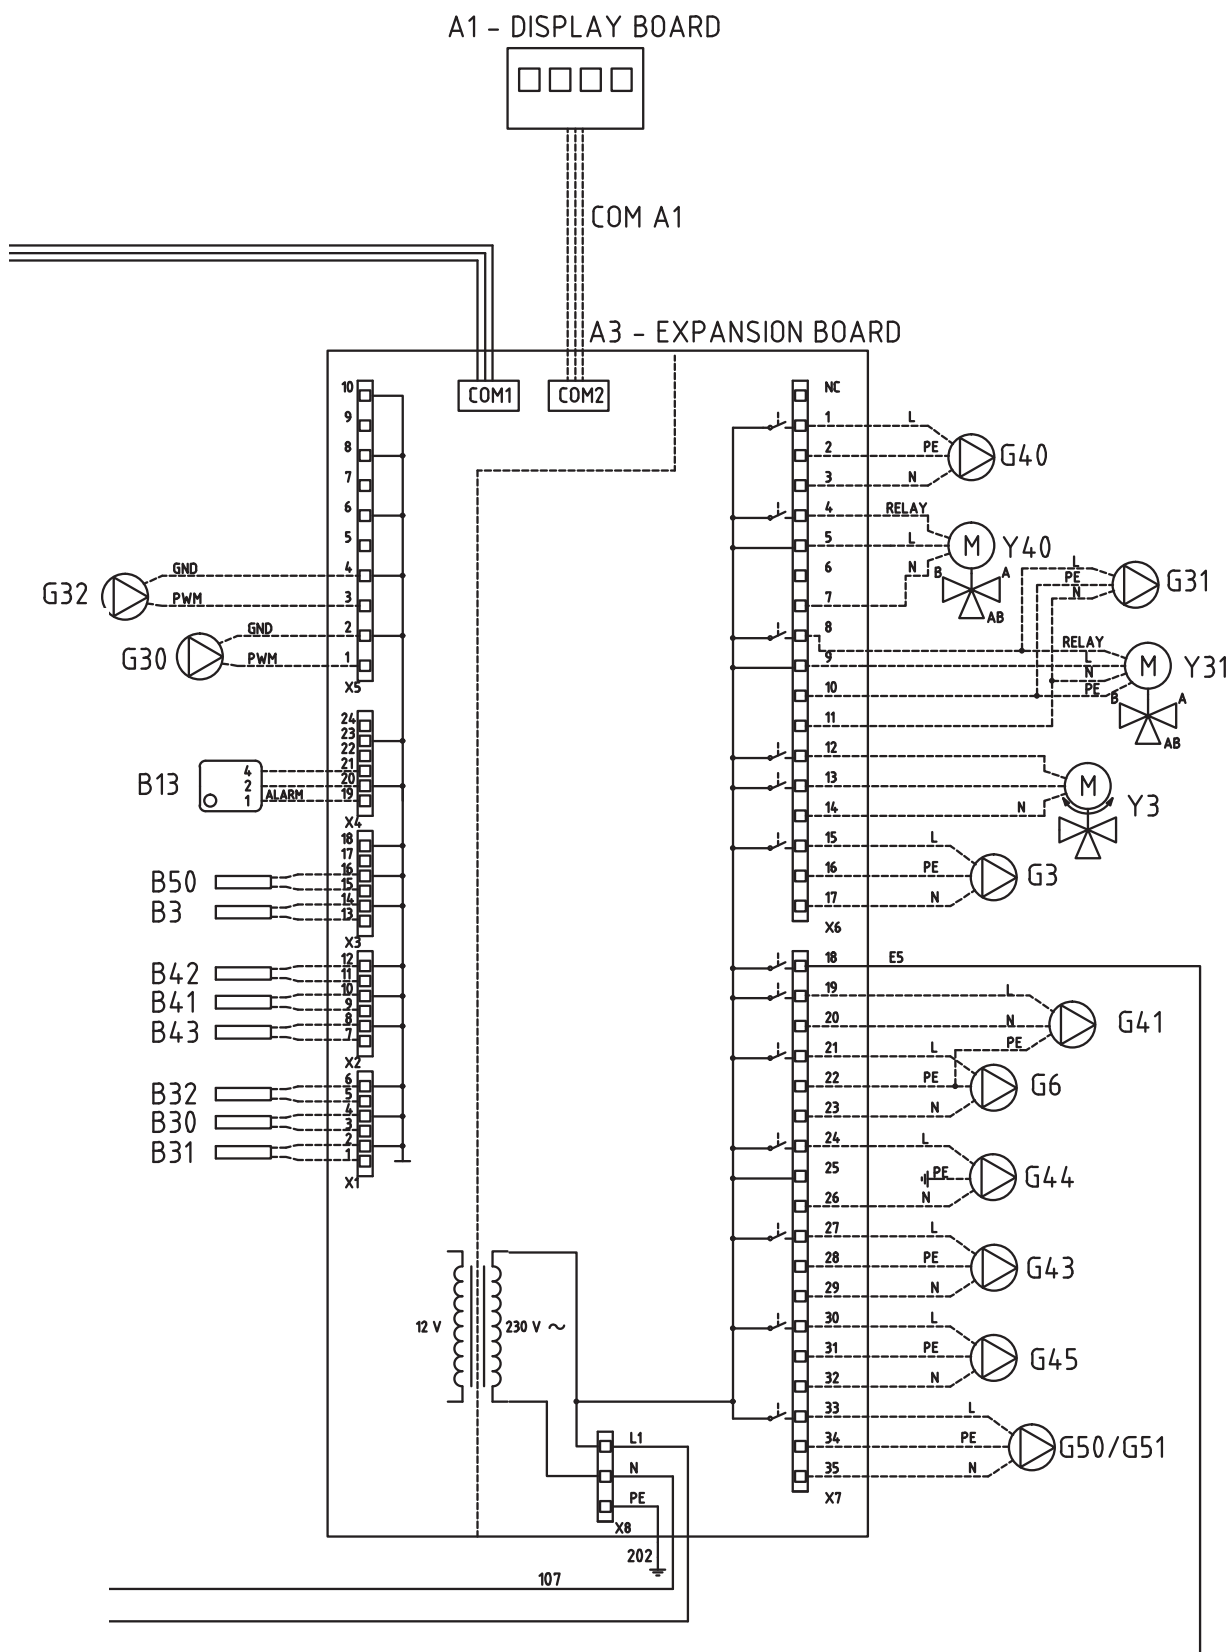 A1 - DISPLAY BOARD
COM A1
A3 - EXPANSION BOARD
COM1
COM2
10
9
8
7
6
5
4
3
2
1
X5
G32
GND
PWM
G30
GND
PWM
24
23
22
21
20
19
X4
B13
4
2
1
ALARM
18
17
16
15
14
13
X3
B50
B3
12
11
10
9
8
7
X2
B42
B41
B43
6
5
4
3
2
1
X1
B32
B30
B31
12 V
230 V ~
L1
N
PE
X8
202
107
NC
1
L
2
PE
G40
3
N
4
RELAY
5
L
Y40
6
N
B
A
AB
7
L
PE
N
G31
8
RELAY
9
L
Y31
N
10
PE
B
A
AB
11
12
13
14
N
Y3
15
L
16
PE
G3
17
N
X6
18
E5
19
L
20
N
G41
PE
21
L
22
PE
G6
23
N
24
L
25
PE
G44
26
N
27
L
28
PE
G43
29
N
30
L
31
PE
G45
32
N
33
L
34
PE
G50/G51
35
N
X7